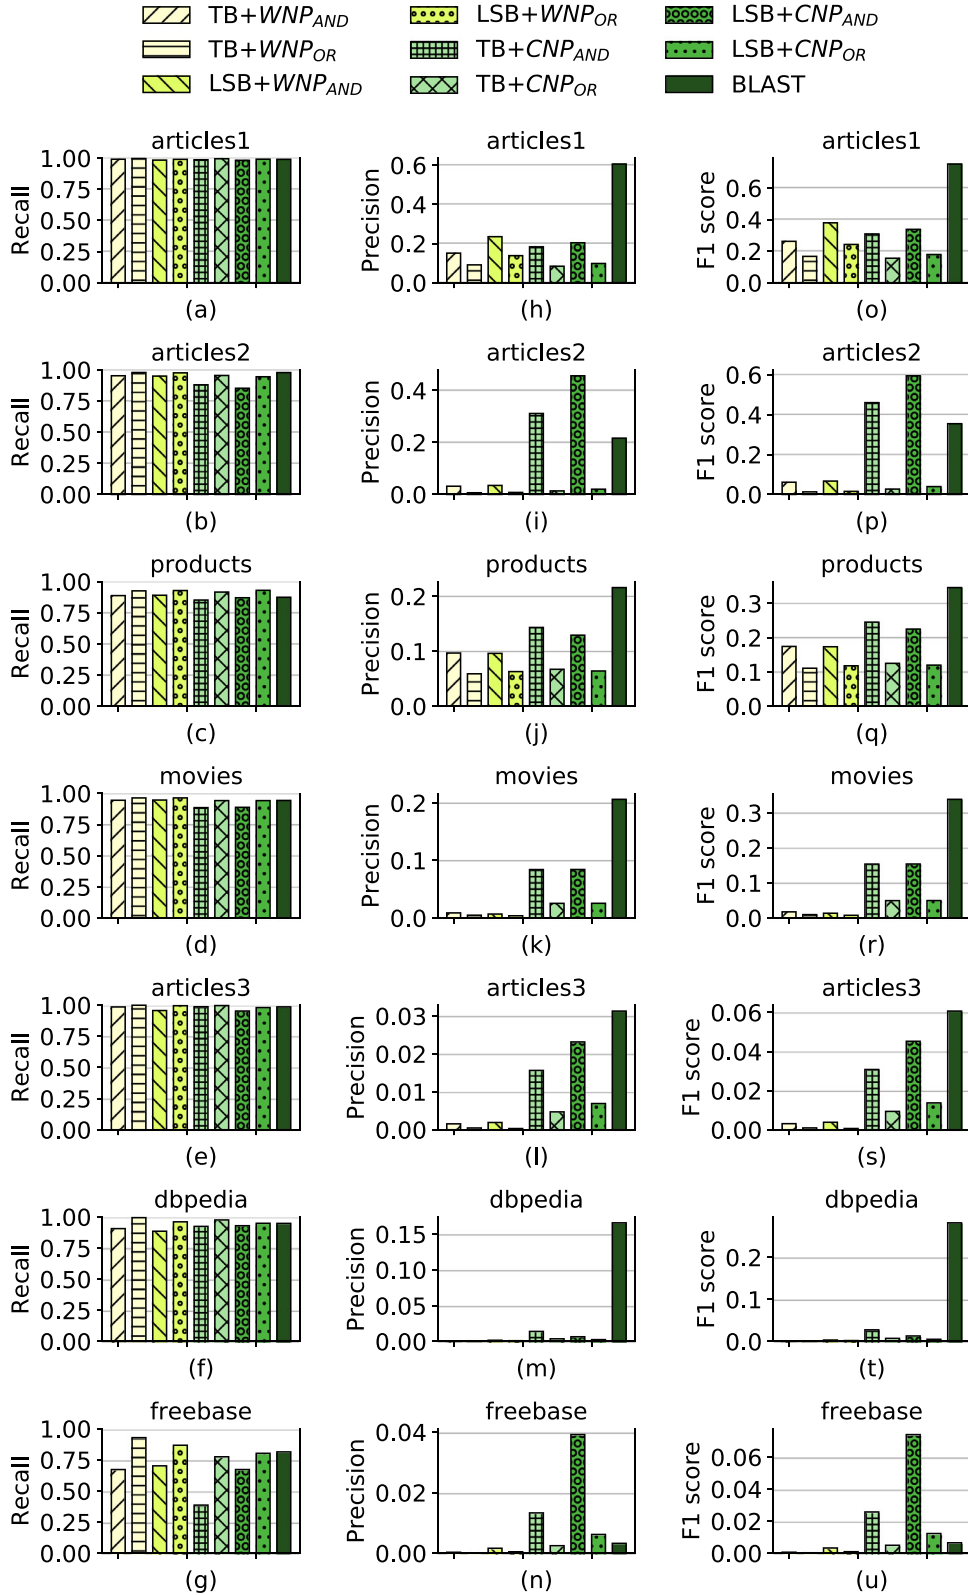 TB+WNP_AND LSB+WNP_OR LSB+CNP_AND
TB+WNP_OR TB+CNP_AND LSB+CNP_OR
LSB+WNP_AND TB+CNP_OR BLAST
articles1 articles1 articles1
Recall 1.00 0.75 0.50 0.25 0.00 Precision 0.6 0.4 0.2 0.0 F1 score 0.6 0.4 0.2 0.0
(a) (h) (o)
articles2 articles2 articles2
Recall 1.00 0.75 0.50 0.25 0.00 Precision 0.4 0.2 0.0 F1 score 0.6 0.4 0.2 0.0
(b) (i) (p)
products products products
Recall 1.00 0.75 0.50 0.25 0.00 Precision 0.2 0.1 0.0 F1 score 0.3 0.2 0.1 0.0
(c) (j) (q)
movies movies movies
Recall 1.00 0.75 0.50 0.25 0.00 Precision 0.2 0.1 0.0 F1 score 0.3 0.2 0.1 0.0
(d) (k) (r)
articles3 articles3 articles3
Recall 1.00 0.75 0.50 0.25 0.00 Precision 0.03 0.02 0.01 0.00 F1 score 0.06 0.04 0.02 0.00
(e) (l) (s)
dbpedia dbpedia dbpedia
Recall 1.00 0.75 0.50 0.25 0.00 Precision 0.15 0.10 0.05 0.00 F1 score 0.2 0.1 0.0
(f) (m) (t)
freebase freebase freebase
Recall 1.00 0.75 0.50 0.25 0.00 Precision 0.04 0.02 0.00 F1 score 0.06 0.04 0.02 0.00
(g) (n) (u)